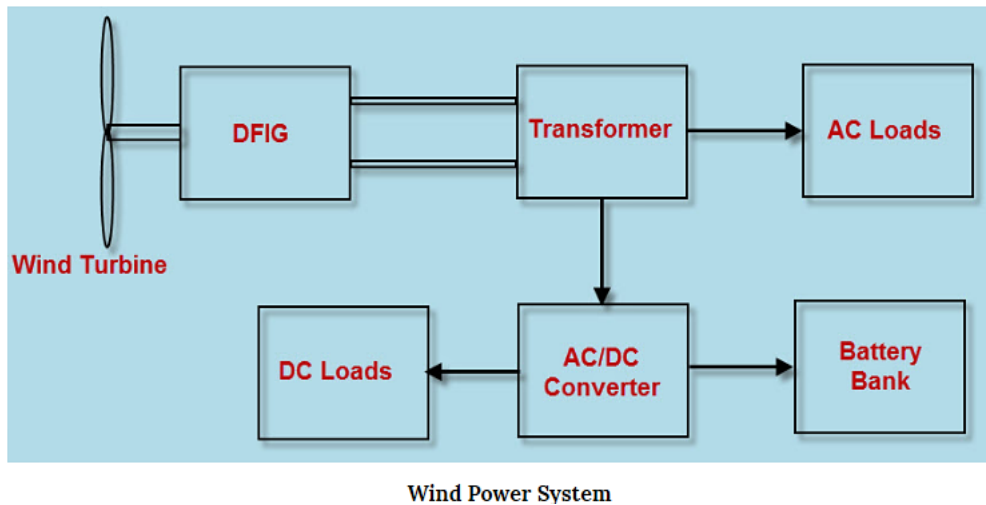 DFIG
Transformer
AC Loads
Wind Turbine
DC Loads
AC/DC
Converter
Battery
Bank
Wind Power System